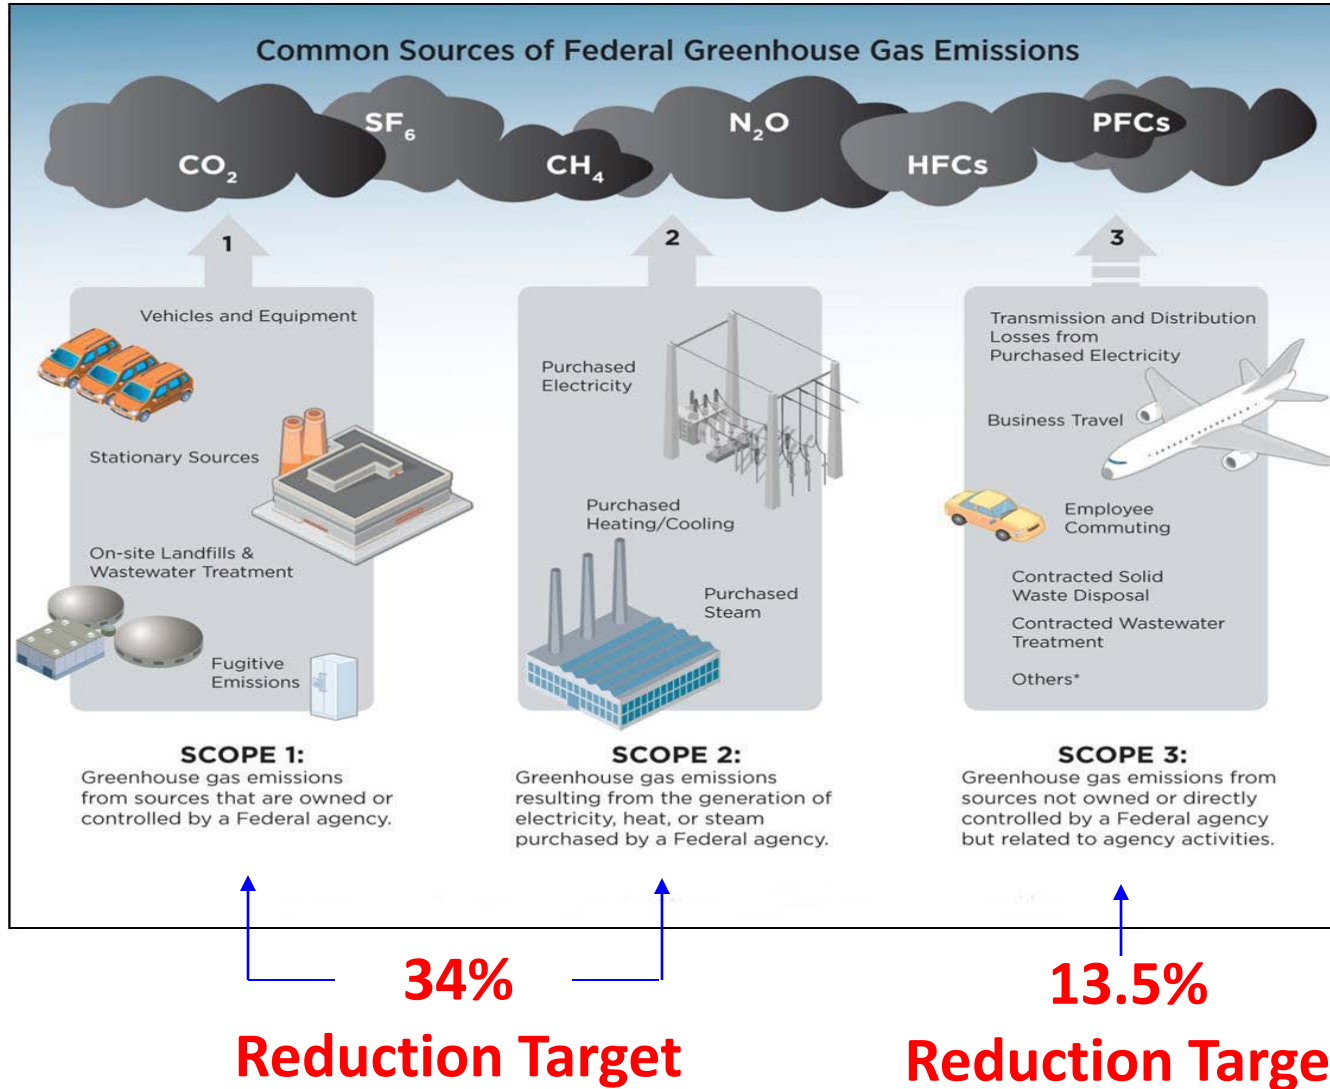 Common Sources of Federal Greenhouse Gas Emissions
SF6
N2O
PFCs
CO2
CH4
HFCs
1
Vehicles and Equipment
Stationary Sources
On-site Landfills &
Wastewater Treatment
Fugitive
Emissions
2
Purchased
Electricity
Purchased
Heating/Cooling
Purchased
Steam
3
Transmission and Distribution
Losses from
Purchased Electricity
Business Travel
Employee
Commuting
Contracted Solid
Waste Disposal
Contracted Wastewater
Treatment
Others*
SCOPE 1:
Greenhouse gas emissions
from sources that are owned or
controlled by a Federal agency.
SCOPE 2:
Greenhouse gas emissions
resulting from the generation of
electricity, heat, or steam
purchased by a Federal agency.
SCOPE 3:
Greenhouse gas emissions from
sources not owned or directly
controlled by a Federal agency
but related to agency activities.
34%
Reduction Target
13.5%
Reduction Targe